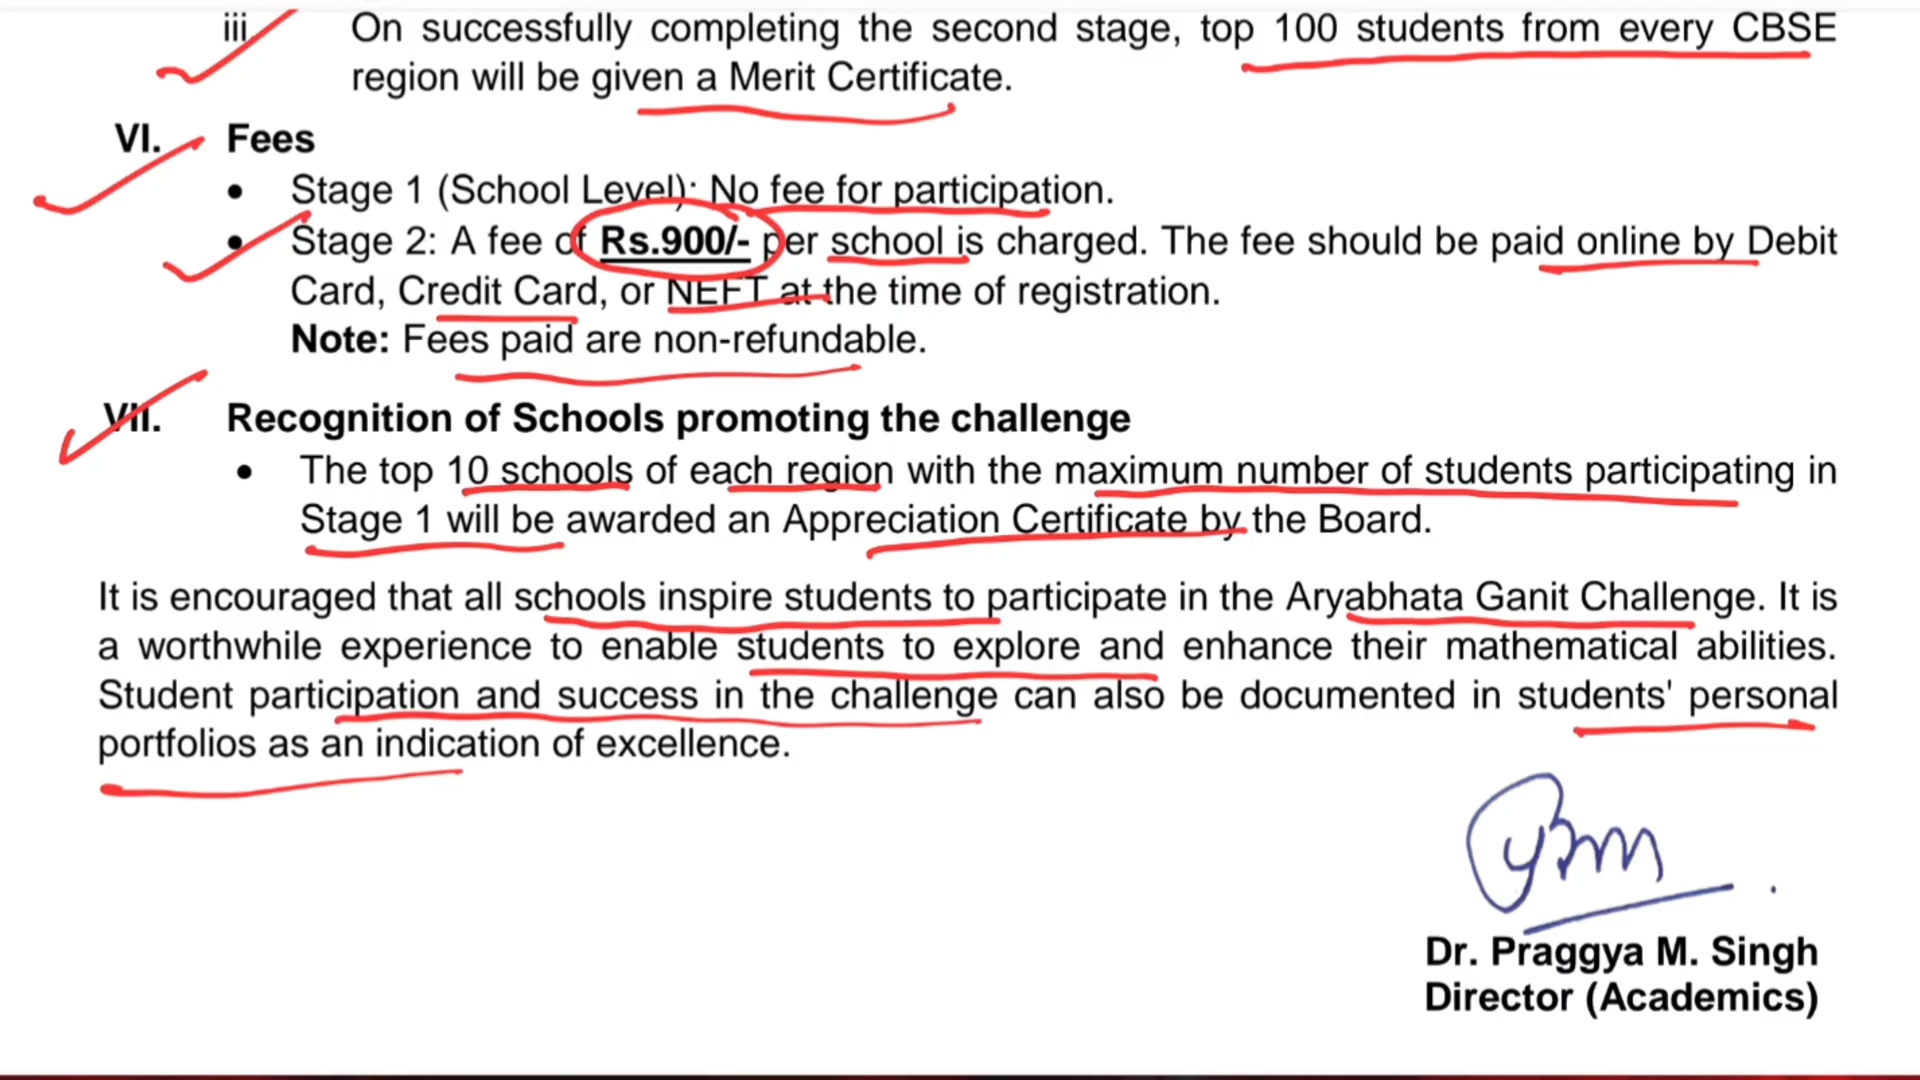 iii. On successfully completing the second stage, top 100 students from every CBSE
region will be given a Merit Certificate.
VI. Fees
• Stage 1 (School Level): No fee for participation.
• Stage 2: A fee of Rs.900/- per school is charged. The fee should be paid online by Debit
Card, Credit Card, or NEFT at the time of registration.
Note: Fees paid are non-refundable.
VII. Recognition of Schools promoting the challenge
• The top 10 schools of each region with the maximum number of students participating in
Stage 1 will be awarded an Appreciation Certificate by the Board.
It is encouraged that all schools inspire students to participate in the Aryabhata Ganit Challenge. It is
a worthwhile experience to enable students to explore and enhance their mathematical abilities.
Student participation and success in the challenge can also be documented in students' personal
portfolios as an indication of excellence.
Dr. Praggya M. Singh
Director (Academics)